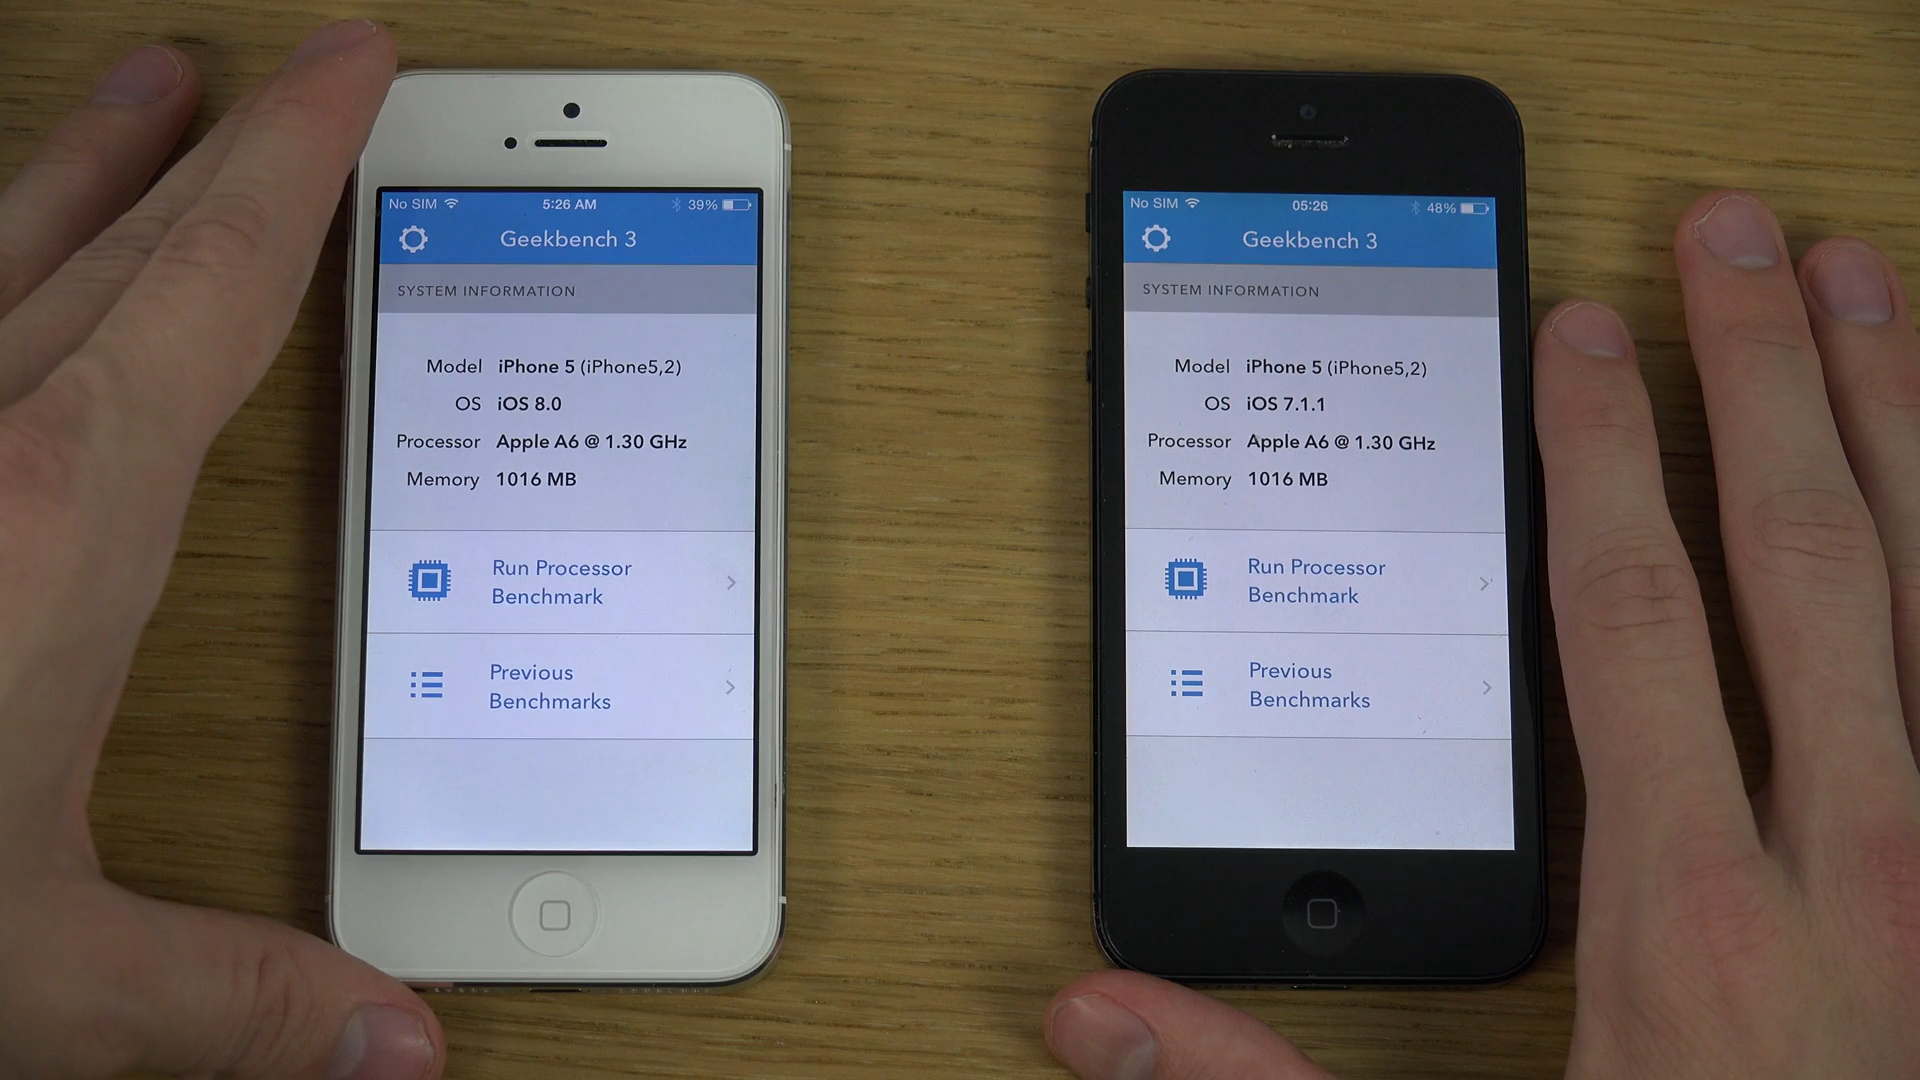 No SIM 5:26 AM 39%
Geekbench 3
SYSTEM INFORMATION
Model iPhone 5 (iPhone5,2)
OS iOS 8.0
Processor Apple A6 @ 1.30 GHz
Memory 1016 MB
Run Processor
Benchmark
Previous
Benchmarks
No SIM 05:26 48%
Geekbench 3
SYSTEM INFORMATION
Model iPhone 5 (iPhone5,2)
OS iOS 7.1.1
Processor Apple A6 @ 1.30 GHz
Memory 1016 MB
Run Processor
Benchmark
Previous
Benchmarks